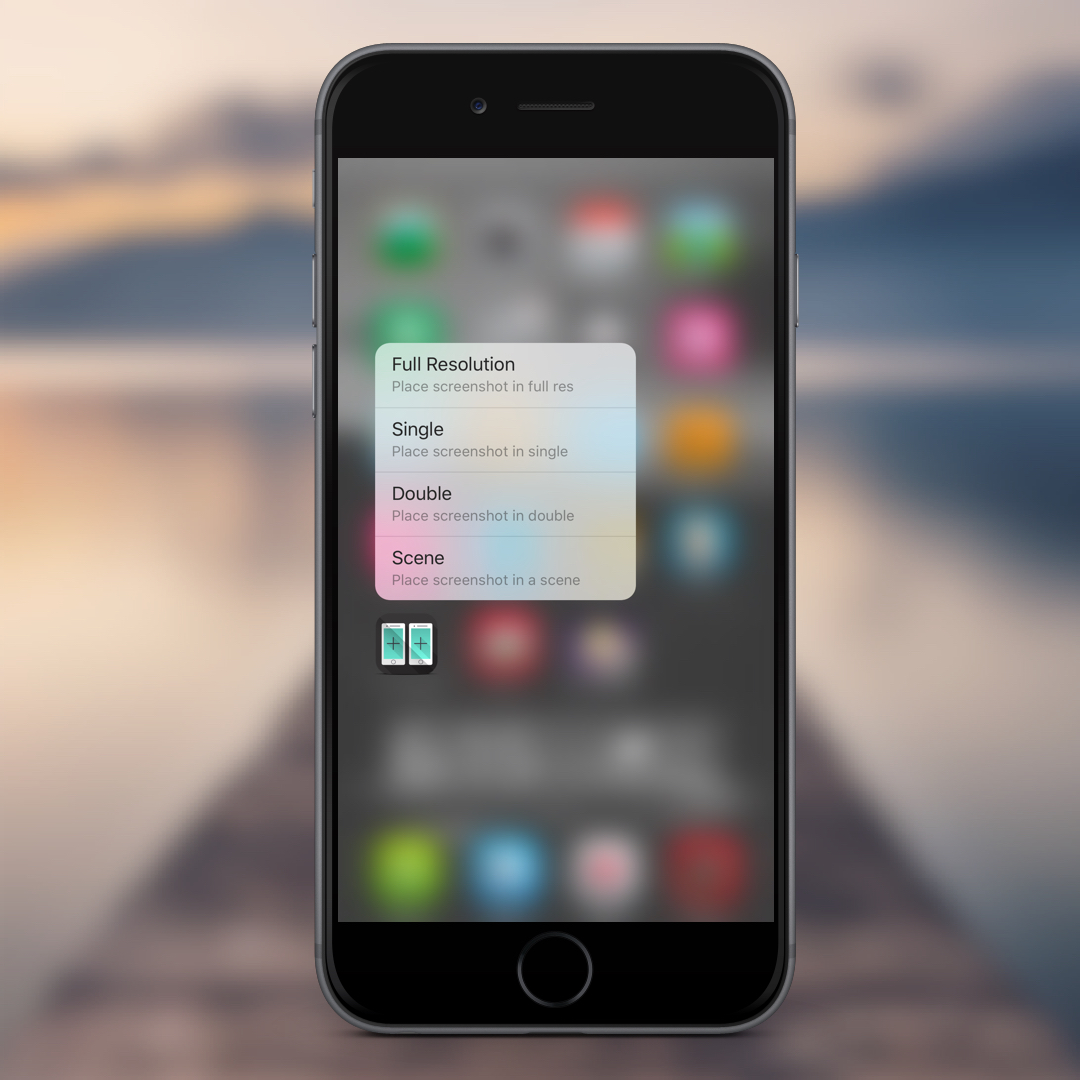 Full Resolution
Place screenshot in full res
Single
Place screenshot in single
Double
Place screenshot in double
Scene
Place screenshot in a scene